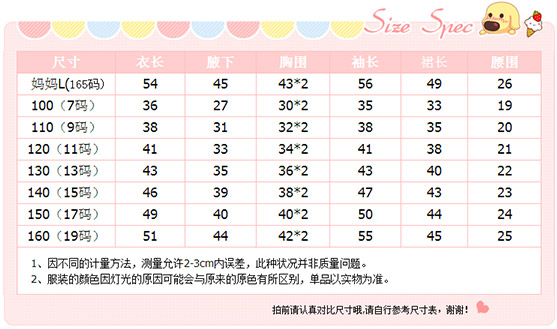 Size Spec
尺寸 衣长 腋下 胸围 袖长 裙长 腰围
妈妈L(165码) 54 45 43*2 56 49 26
100（7码） 36 27 30*2 35 33 19
110（9码） 38 31 32*2 38 35 20
120（11码） 41 33 34*2 41 38 21
130（13码） 43 35 36*2 43 40 22
140（15码） 46 39 38*2 47 43 23
150（17码） 49 40 40*2 50 44 24
160（19码） 51 44 42*2 55 45 25
1、因不同的计量方法，测量允许2-3cm内误差，此种状况并非质量问题。
2、服装的颜色因灯光的原因可能会与原来的原色有所区别，单品以实物为准。
拍前请认真对比尺寸哦,请自行参考尺寸表，谢谢！